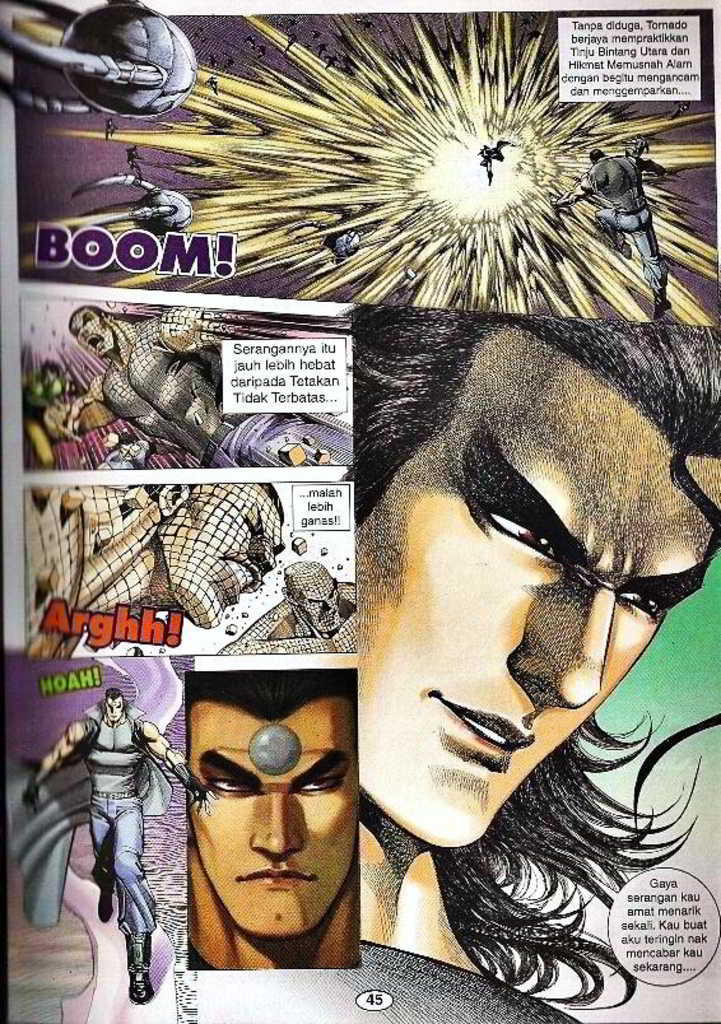 Tanpa diduga, Tornado
berjaya mempraktikkan
Tinju Bintang Utara dan
Hikmat Memusnah Alam
dengan begitu mengancam
dan menggemparkan....
BOOM!
Serangannya itu
jauh lebih hebat
daripada Tetakan
Tidak Terbatas...
...malah
lebih
ganas!!
Arghh!
HOAH!
Gaya
serangan kau
amat menarik
sekali. Kau buat
aku teringin nak
mencabar kau
sekarang....
45